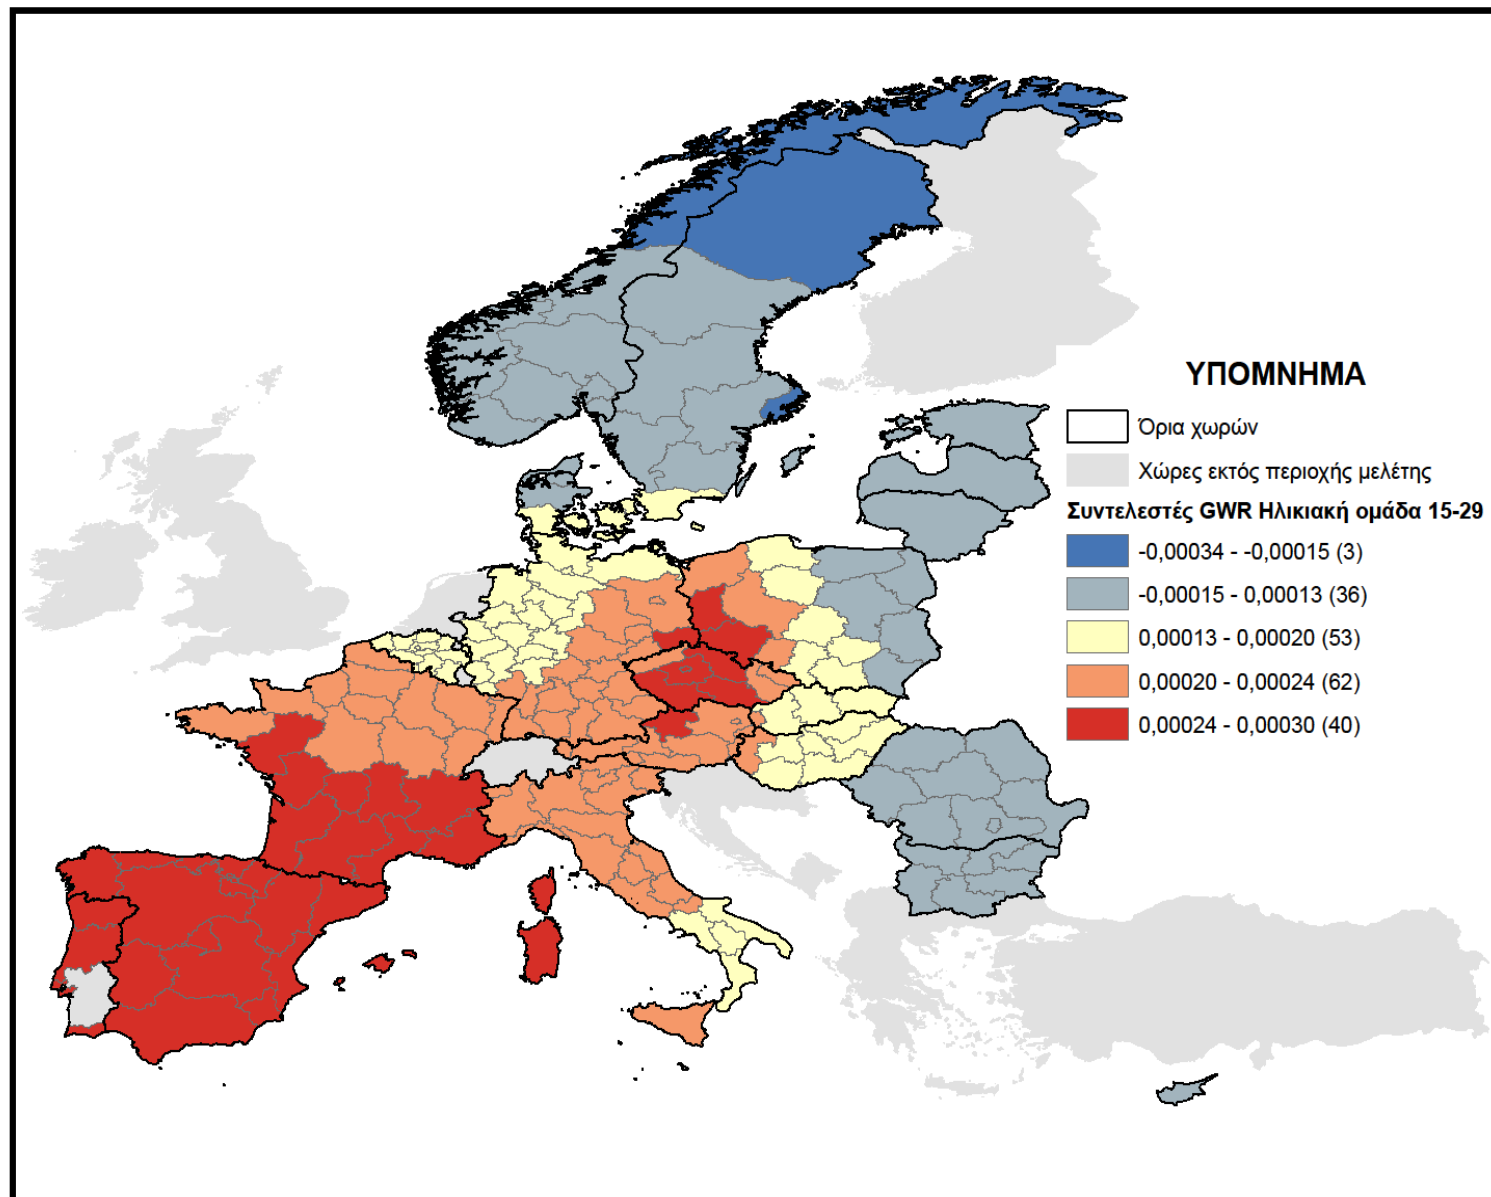 ΥΠΟΜΝΗΜΑ
Όρια χωρών
Χώρες εκτός περιοχής μελέτης
Συντελεστές GWR Ηλικιακή ομάδα 15-29
-0,00034 - -0,00015 (3)
-0,00015 - 0,00013 (36)
0,00013 - 0,00020 (53)
0,00020 - 0,00024 (62)
0,00024 - 0,00030 (40)